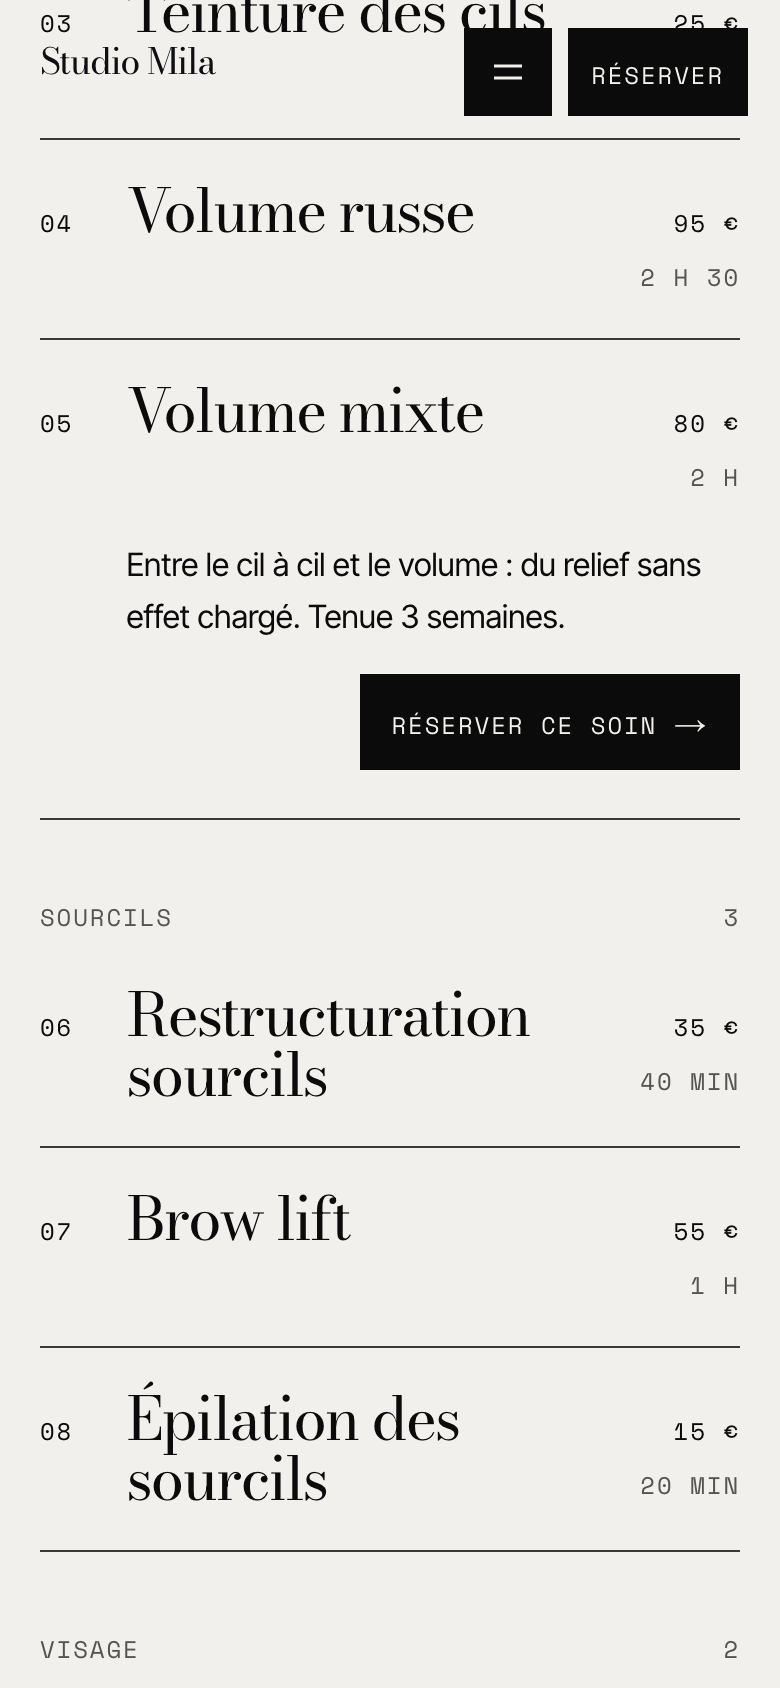 03 Teinture des cils 25 €
Studio Mila
RÉSERVER
04 Volume russe 95 €
2 H 30
05 Volume mixte 80 €
2 H
Entre le cil à cil et le volume : du relief sans
effet chargé. Tenue 3 semaines.
RÉSERVER CE SOIN →
SOURCILS 3
06 Restructuration 35 €
sourcils 40 MIN
07 Brow lift 55 €
1 H
08 Épilation des 15 €
sourcils 20 MIN
VISAGE 2